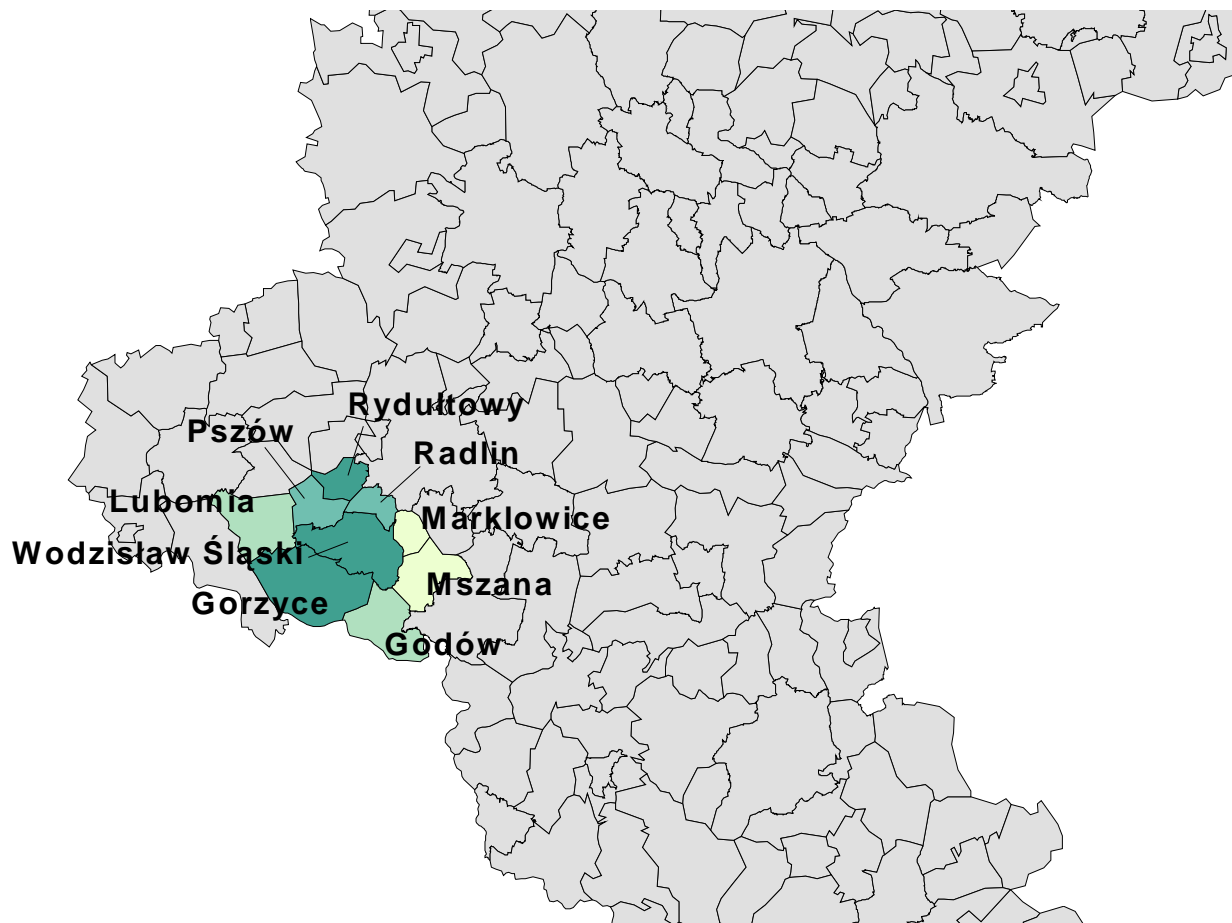 Rydułtowy
Pszów
Radlin
Lubomia
Marklowice
Wodzisław Śląski
Mszana
Gorzyce
Godów